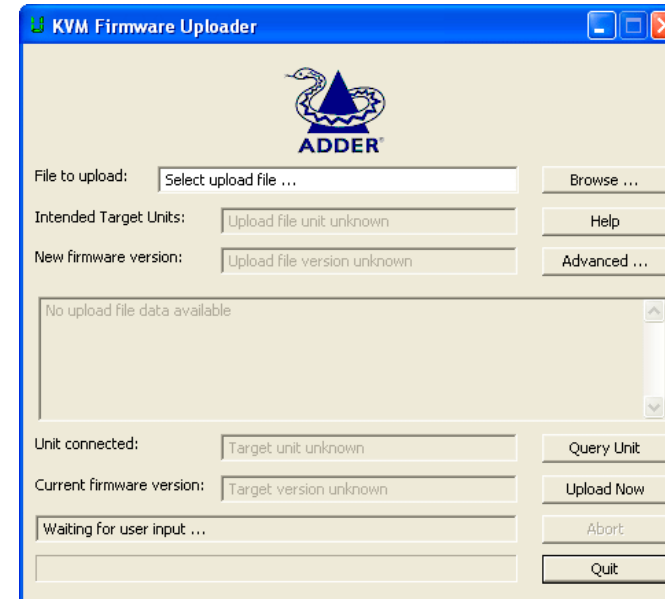 KVM Firmware Uploader
ADDER®
File to upload: Select upload file ... Browse ...
Intended Target Units: Upload file unit unknown Help
New firmware version: Upload file version unknown Advanced ...
No upload file data available
Unit connected: Target unit unknown Query Unit
Current firmware version: Target version unknown Upload Now
Waiting for user input ... Abort
Quit